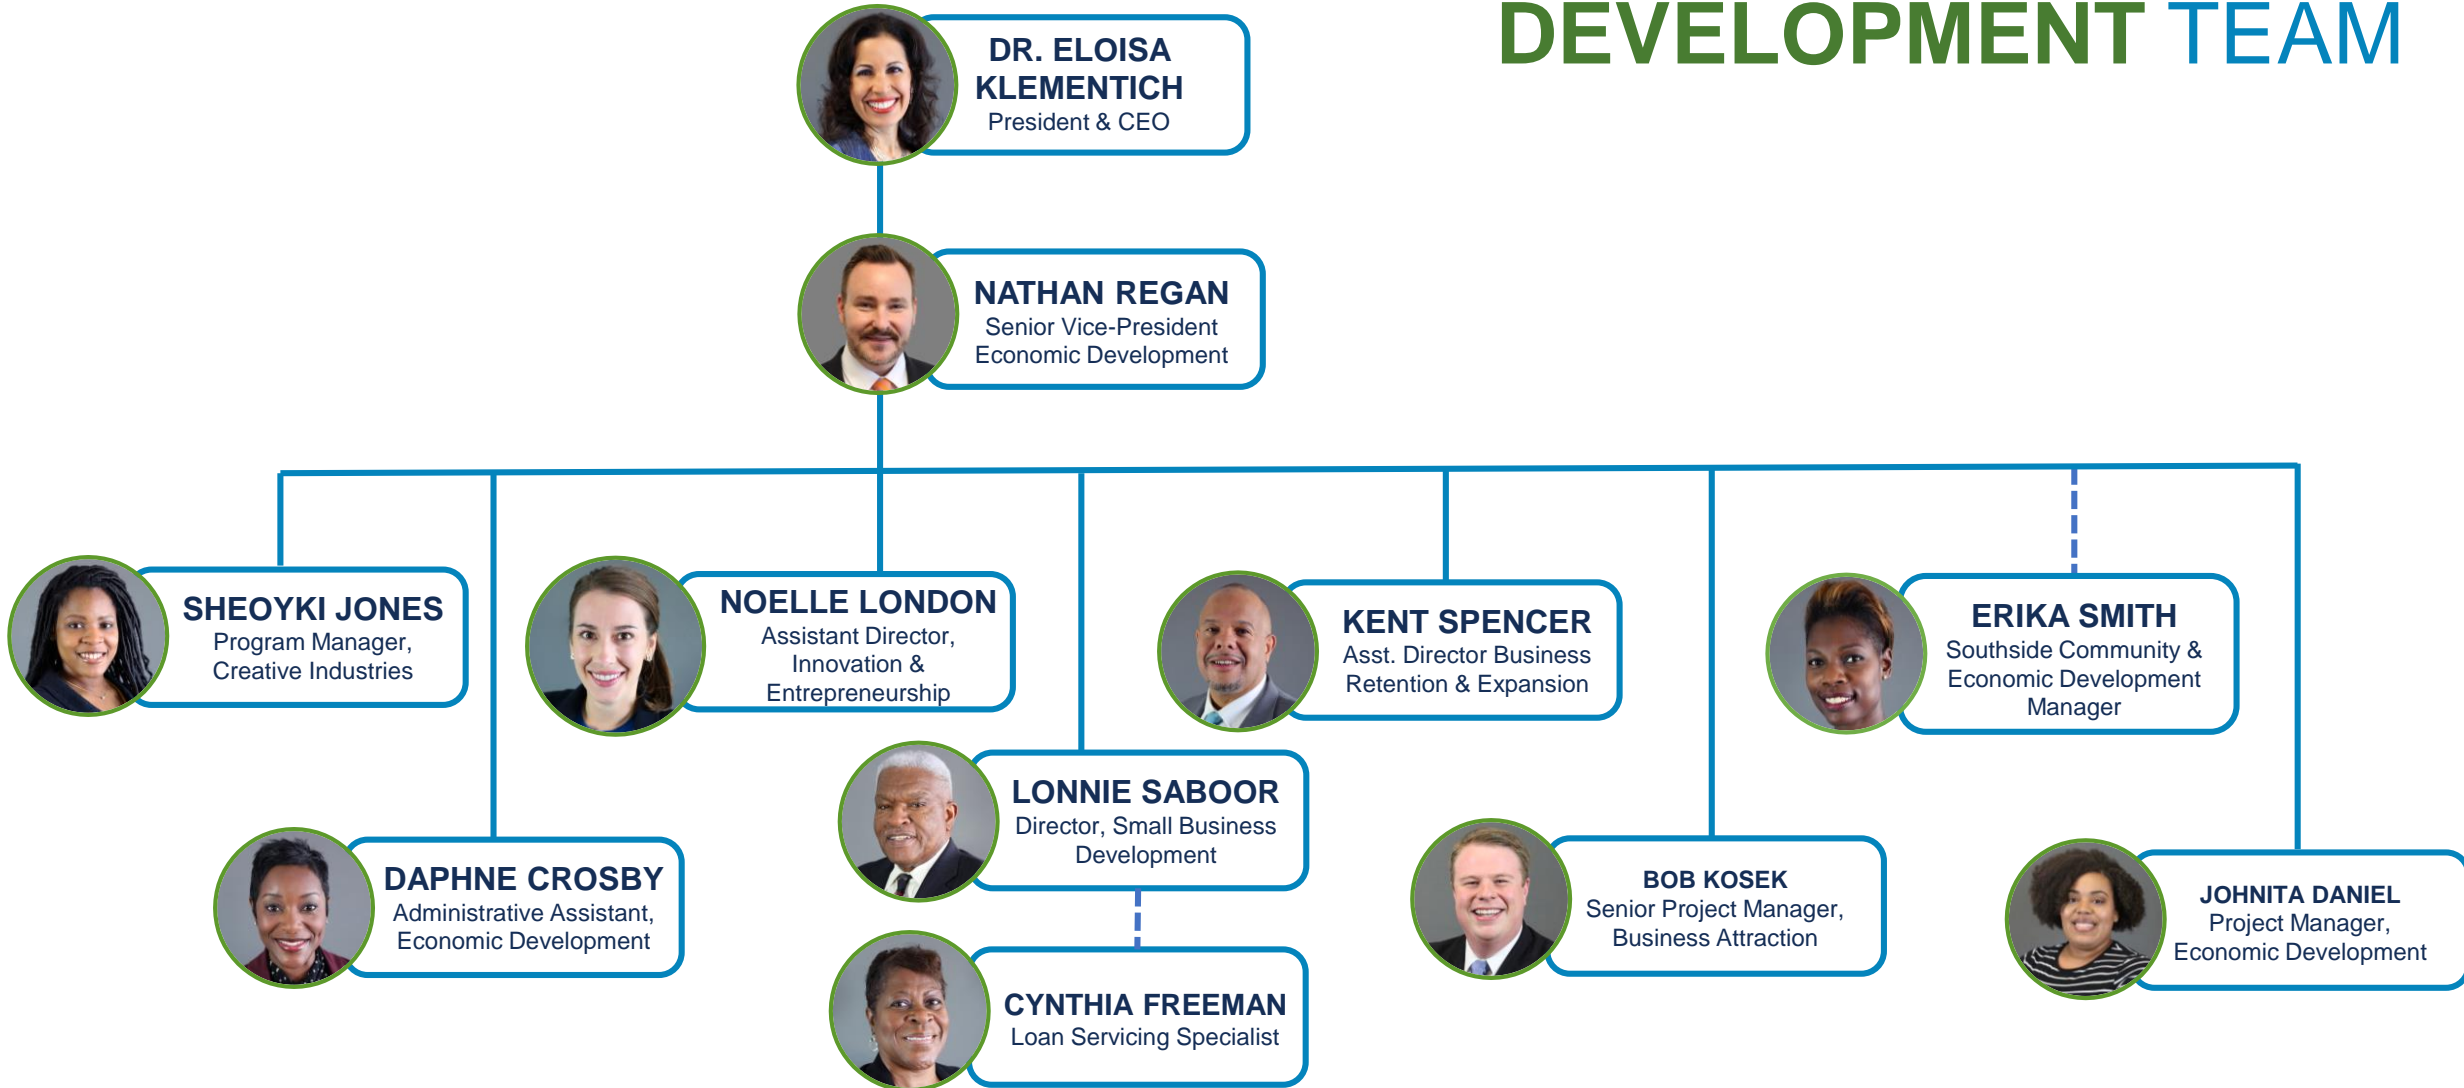 DEVELOPMENT TEAM
DR. ELOISA
KLEMENTICH
President & CEO
NATHAN REGAN
Senior Vice-President
Economic Development
SHEOYKI JONES
Program Manager,
Creative Industries
NOELLE LONDON
Assistant Director,
Innovation &
Entrepreneurship
KENT SPENCER
Asst. Director Business
Retention & Expansion
ERIKA SMITH
Southside Community &
Economic Development
Manager
LONNIE SABOOR
Director, Small Business
Development
DAPHNE CROSBY
Administrative Assistant,
Economic Development
BOB KOSEK
Senior Project Manager,
Business Attraction
JOHNITA DANIEL
Project Manager,
Economic Development
CYNTHIA FREEMAN
Loan Servicing Specialist